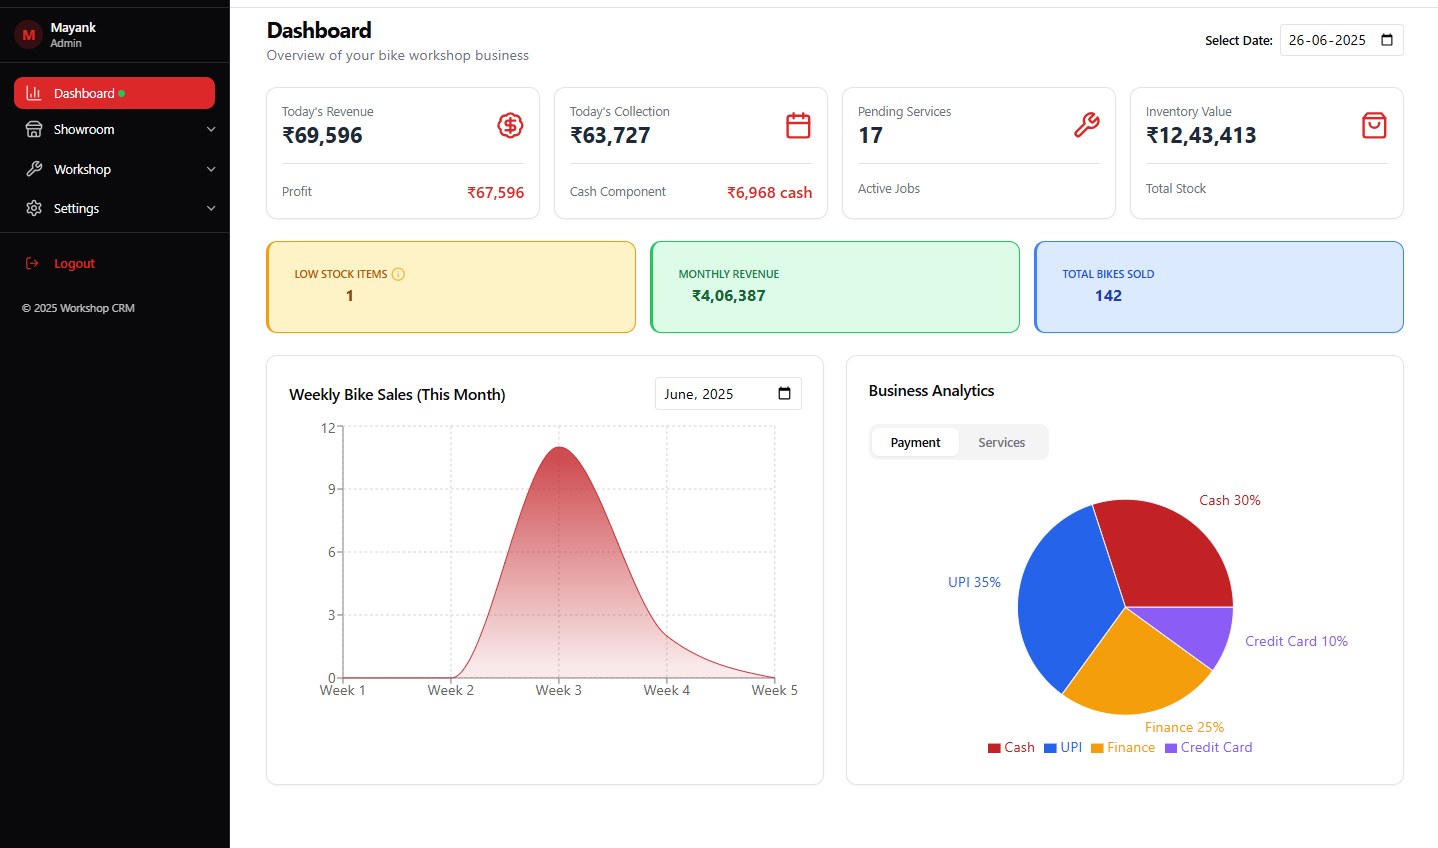 M
Mayank
Admin
Dashboard
Showroom
Workshop
Settings
Logout
© 2025 Workshop CRM
Dashboard
Overview of your bike workshop business
Select Date: 26-06-2025
Today's Revenue
₹69,596
Profit ₹67,596
Today's Collection
₹63,727
Cash Component ₹6,968 cash
Pending Services
17
Active Jobs
Inventory Value
₹12,43,413
Total Stock
LOW STOCK ITEMS
1
MONTHLY REVENUE
₹4,06,387
TOTAL BIKES SOLD
142
Weekly Bike Sales (This Month)
June, 2025
12
9
6
3
0
Week 1 Week 2 Week 3 Week 4 Week 5
Business Analytics
Payment Services
Cash 30%
UPI 35%
Credit Card 10%
Finance 25%
Cash UPI Finance Credit Card